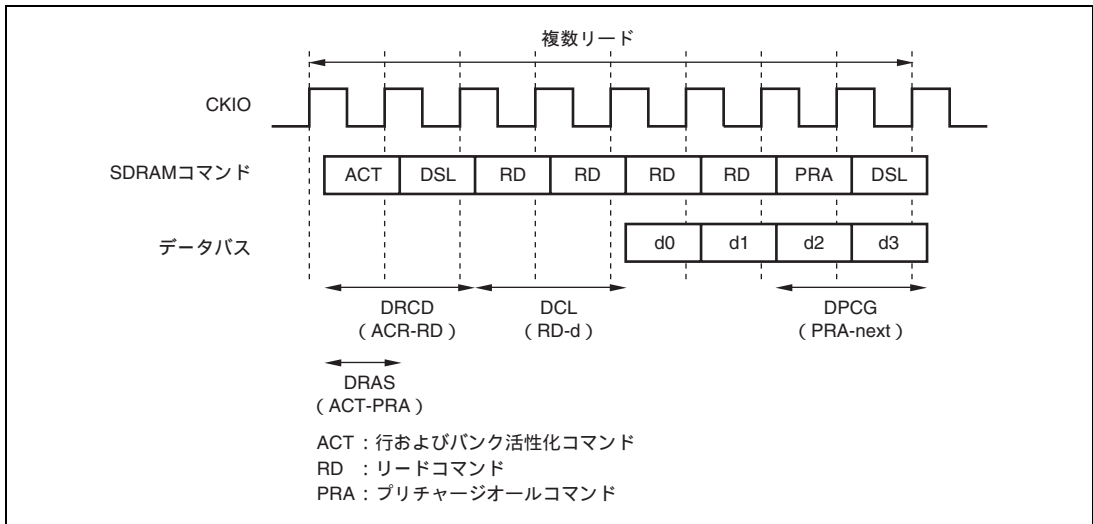 複数リード
CKIO
SDRAMコマンド
ACT DSL RD RD RD RD PRA DSL
データバス
d0 d1 d2 d3
DRCD
（ACR-RD）
DCL
（RD-d）
DPCG
（PRA-next）
DRAS
（ACT-PRA）
ACT：行およびバンク活性化コマンド
RD ：リードコマンド
PRA：プリチャージオールコマンド